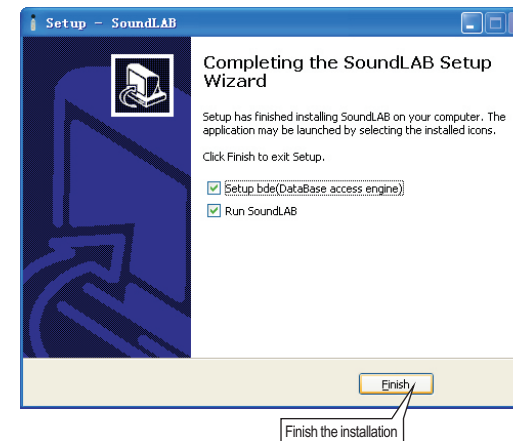 Setup - SoundLAB
Completing the SoundLAB Setup
Wizard
Setup has finished installing SoundLAB on your computer. The
application may be launched by selecting the installed icons.
Click Finish to exit Setup.
Setup bde(DataBase access engine)
Run SoundLAB
Finish
Finish the installation